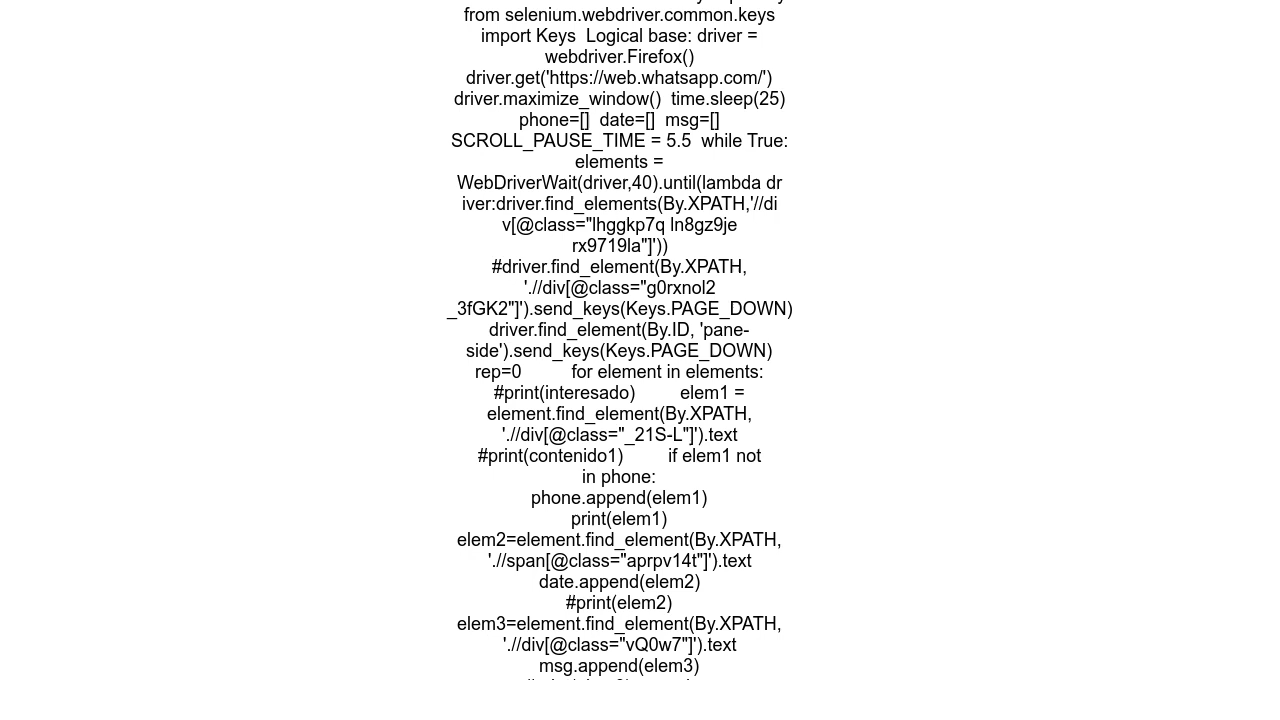 from selenium.webdriver.common.keys
import Keys  Logical base: driver =
webdriver.Firefox()
driver.get('https://web.whatsapp.com/')
driver.maximize_window()  time.sleep(25)
phone=[]  date=[]  msg=[]
SCROLL_PAUSE_TIME = 5.5  while True:
elements =
WebDriverWait(driver,40).until(lambda dr
iver:driver.find_elements(By.XPATH,'//di
v[@class="lhggkp7q ln8gz9je
rx9719la"]'))
#driver.find_element(By.XPATH,
'.//div[@class="g0rxnol2
_3fGK2"]').send_keys(Keys.PAGE_DOWN)
driver.find_element(By.ID, 'pane-
side').send_keys(Keys.PAGE_DOWN)
rep=0          for element in elements:
#print(interesado)         elem1 =
element.find_element(By.XPATH,
'.//div[@class="_21S-L"]').text
#print(contenido1)         if elem1 not
in phone:
phone.append(elem1)
print(elem1)
elem2=element.find_element(By.XPATH,
'.//span[@class="aprpv14t"]').text
date.append(elem2)
#print(elem2)
elem3=element.find_element(By.XPATH,
'.//div[@class="vQ0w7"]').text
msg.append(elem3)